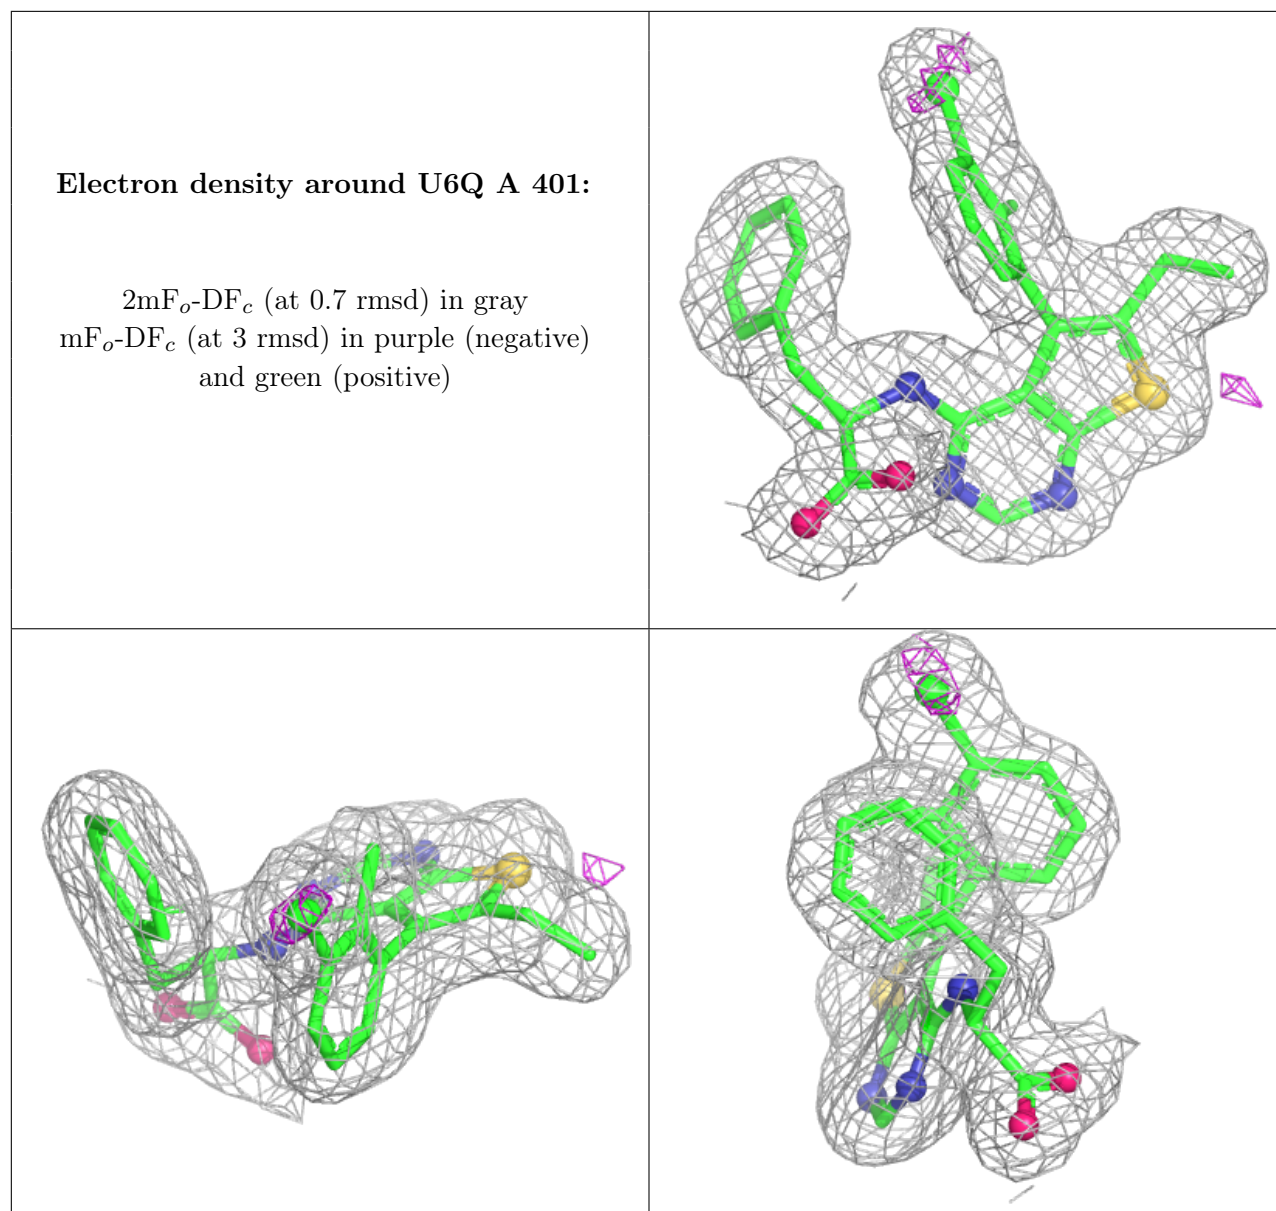 Electron density around U6Q A 401:
2mFo-DFc (at 0.7 rmsd) in gray
mFo-DFc (at 3 rmsd) in purple (negative)
and green (positive)